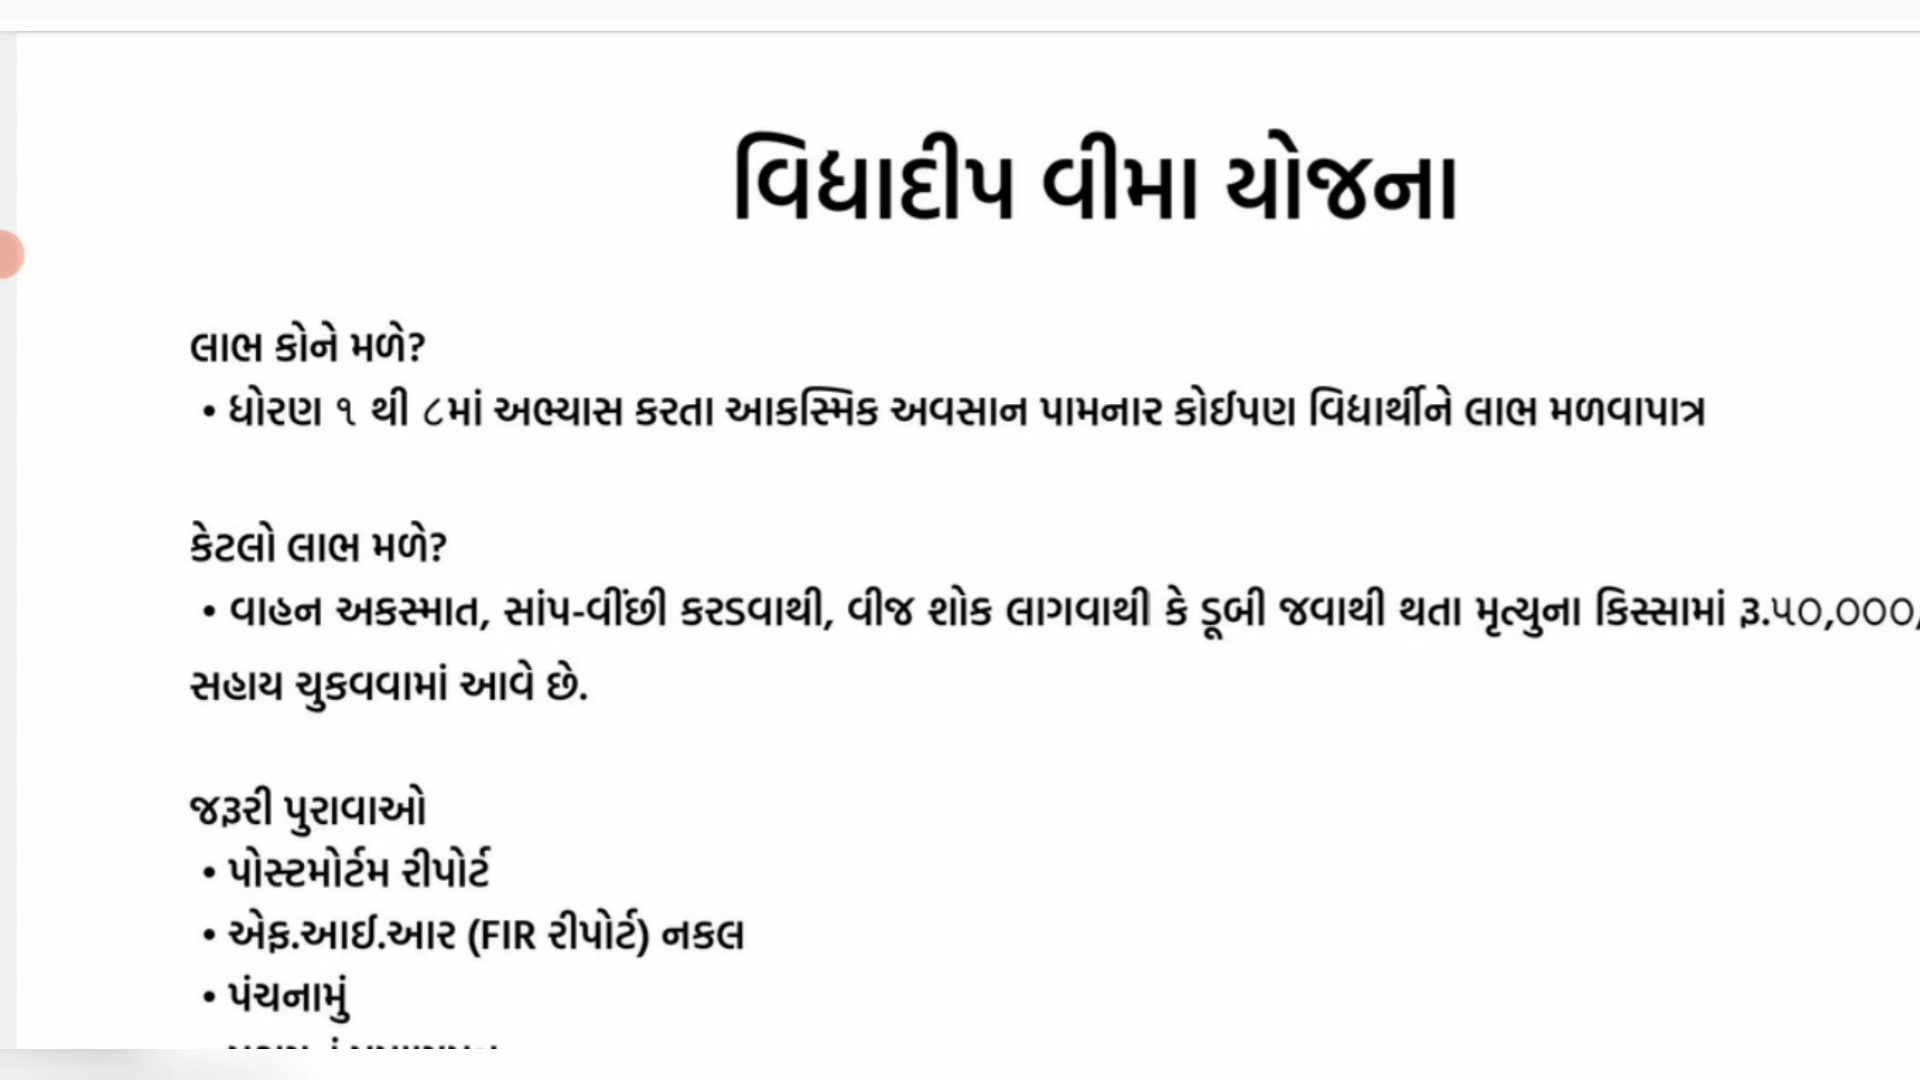 વિદ્યાદીપ વીમા યોજના
લાભ કોને મળે?
• ધોરણ ૧ થી ૮માં અભ્યાસ કરતા આકસ્મિક અવસાન પામનાર કોઈપણ વિદ્યાર્થીને લાભ મળવાપાત્ર
કેટલો લાભ મળે?
• વાહન અકસ્માત, સાંપ-વીંછી કરડવાથી, વીજ શોક લાગવાથી કે ડૂબી જવાથી થતા મૃત્યુના કિસ્સામાં રૂ.૫૦,૦૦૦
સહાય ચુકવવામાં આવે છે.
જરૂરી પુરાવાઓ
• પોસ્ટમોર્ટમ રીપોર્ટ
• એફ.આઈ.આર (FIR રીપોર્ટ) નકલ
• પંચનામું